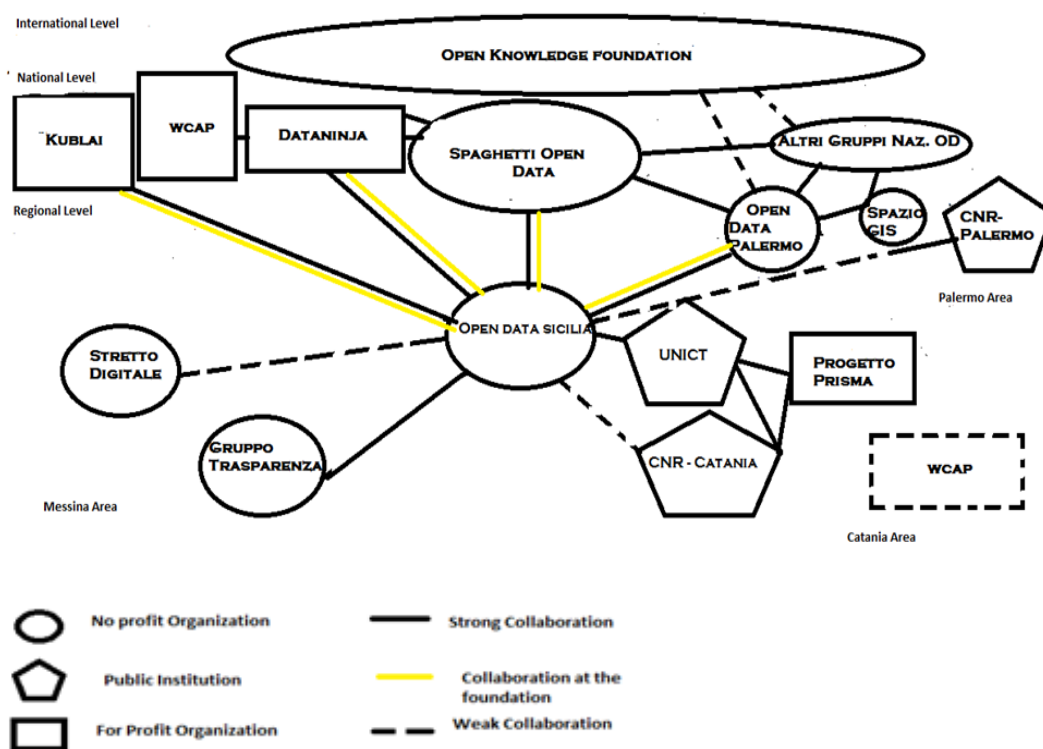 International Level
OPEN KNOWLEDGE FOUNDATION
National Level
KUBLAI
WCAP
DATANINJA
SPAGHETTI OPEN
DATA
ALTRI GRUPPI NAZ. OD
Regional Level
OPEN
DATA
PALERMO
SPAZIO
GIS
CNR-
PALERMO
Palermo Area
OPEN DATA SICILIA
STRETTO
DIGITALE
UNICT
PROGETTO
PRISMA
GRUPPO
TRASPARENZA
CNR - CATANIA
WCAP
Messina Area
Catania Area
No profit Organization
Strong Collaboration
Public Institution
Collaboration at the
foundation
For Profit Organization
Weak Collaboration